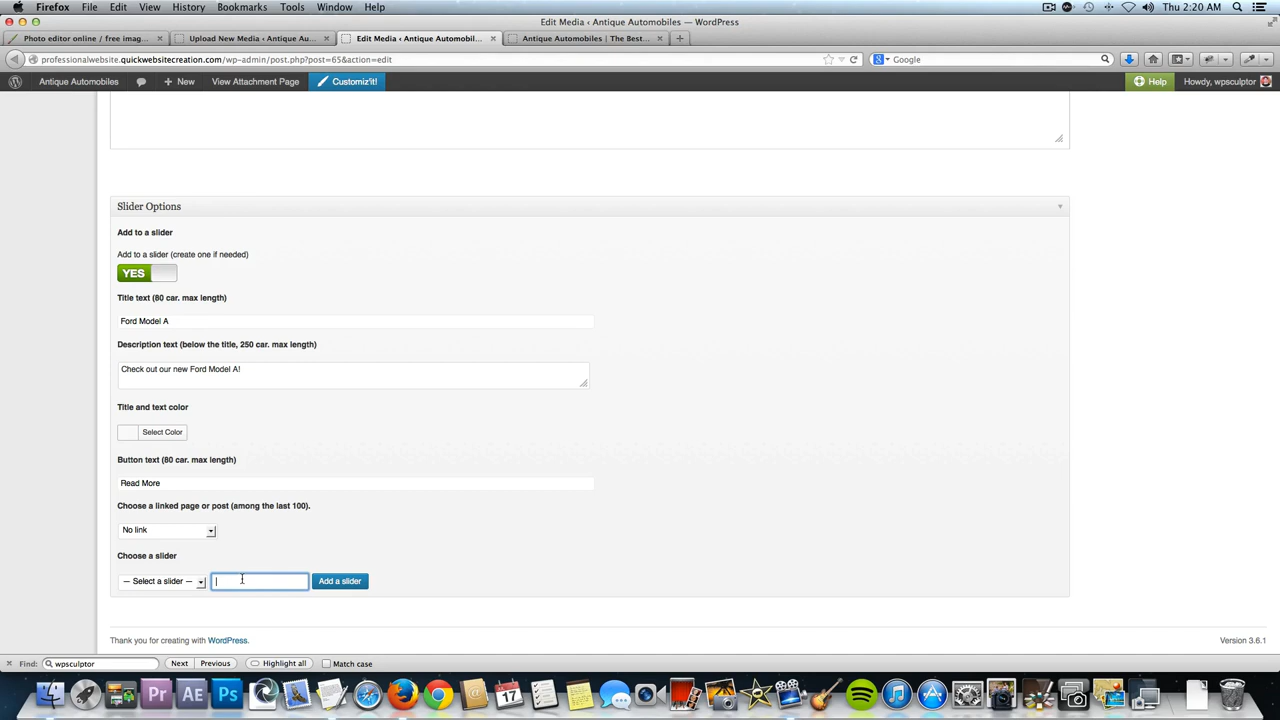 Firefox File Edit View History Bookmarks Tools Window Help Thu 2:20 AM
Edit Media ‹ Antique Automobiles — WordPress
Photo editor online / free imag... Upload New Media ‹ Antique Au... Edit Media ‹ Antique Automobil... Antique Automobiles | The Best...
professionalwebsite.quickwebsitecreation.com/wp-admin/post.php?post=65&action=edit Google
Antique Automobiles + New View Attachment Page Customiz'it! Help Howdy, wpsculptor
Slider Options
Add to a slider
Add to a slider (create one if needed)
YES
Title text (80 car. max length)
Ford Model A
Description text (below the title, 250 car. max length)
Check out our new Ford Model A!
Title and text color
Select Color
Button text (80 car. max length)
Read More
Choose a linked page or post (among the last 100).
No link
Choose a slider
— Select a slider — Add a slider
Thank you for creating with WordPress. Version 3.6.1
Find: wpsculptor Next Previous Highlight all Match case
Pr Ae Ps 17